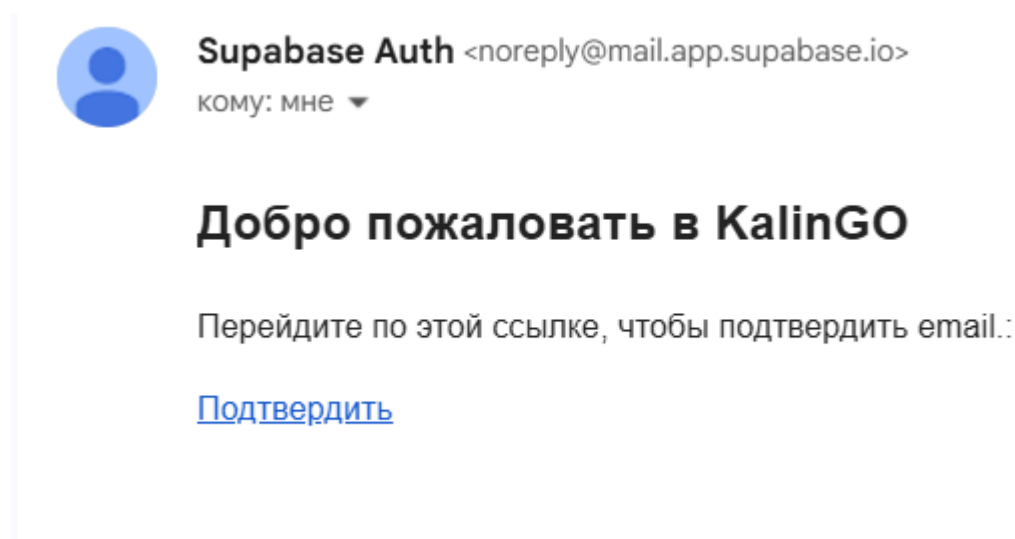 Supabase Auth <noreply@mail.app.supabase.io>
кому: мне
Добро пожаловать в KalinGO
Перейдите по этой ссылке, чтобы подтвердить email.:
Подтвердить